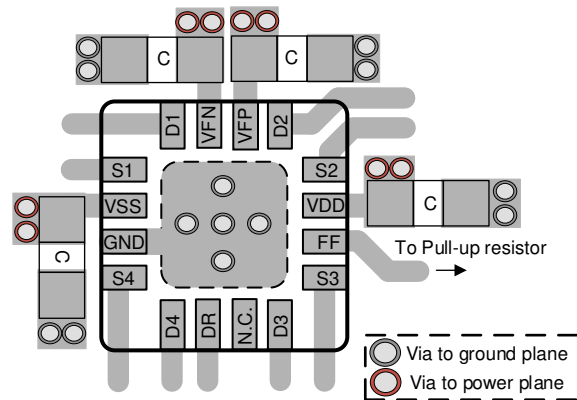 C
C
D1
VFN
VFP
D2
S1
S2
VSS
VDD
C
GND
FF
To Pull-up resistor
C
S4
S3
D4
DR
N.C.
D3
Via to ground plane
Via to power plane